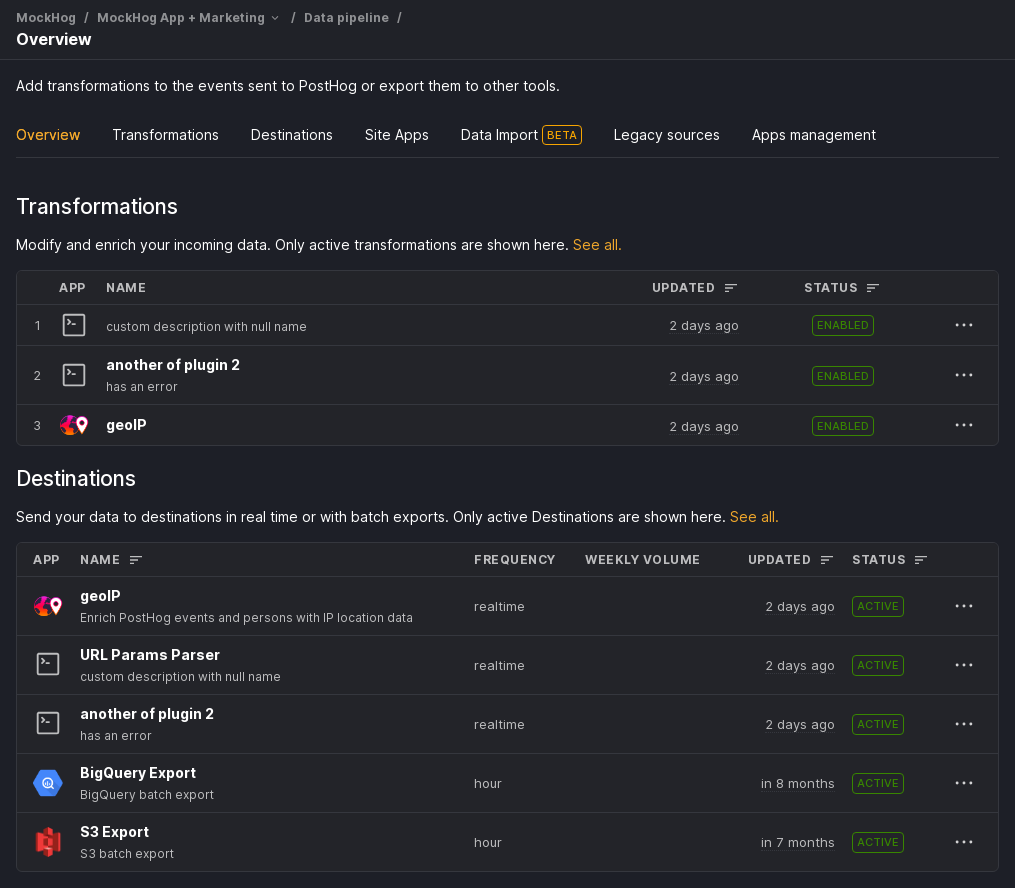 MockHog / MockHog App + Marketing / Data pipeline /
Overview
Add transformations to the events sent to PostHog or export them to other tools.
Overview Transformations Destinations Site Apps Data Import BETA Legacy sources Apps management
Transformations
Modify and enrich your incoming data. Only active transformations are shown here. See all.
APP NAME UPDATED STATUS
1 custom description with null name 2 days ago ENABLED
2 another of plugin 2 2 days ago ENABLED
has an error
3 geoIP 2 days ago ENABLED
Destinations
Send your data to destinations in real time or with batch exports. Only active Destinations are shown here. See all.
APP NAME FREQUENCY WEEKLY VOLUME UPDATED STATUS
geoIP realtime 2 days ago ACTIVE
Enrich PostHog events and persons with IP location data
URL Params Parser realtime 2 days ago ACTIVE
custom description with null name
another of plugin 2 realtime 2 days ago ACTIVE
has an error
BigQuery Export hour in 8 months ACTIVE
BigQuery batch export
S3 Export hour in 7 months ACTIVE
S3 batch export